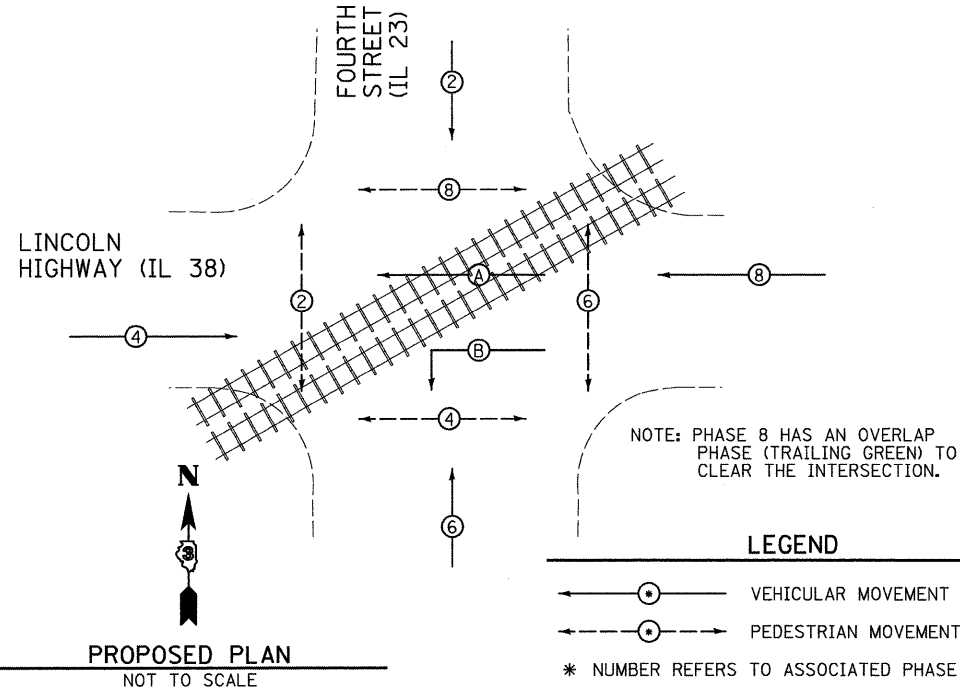 FOURTH
STREET
(IL 23)
2
8
LINCOLN
HIGHWAY (IL 38)
A
8
2
6
4
B
4
NOTE: PHASE 8 HAS AN OVERLAP
PHASE (TRAILING GREEN) TO
CLEAR THE INTERSECTION.
N
3
6
LEGEND
* VEHICULAR MOVEMENT
* PEDESTRIAN MOVEMENT
* NUMBER REFERS TO ASSOCIATED PHASE
PROPOSED PLAN
NOT TO SCALE